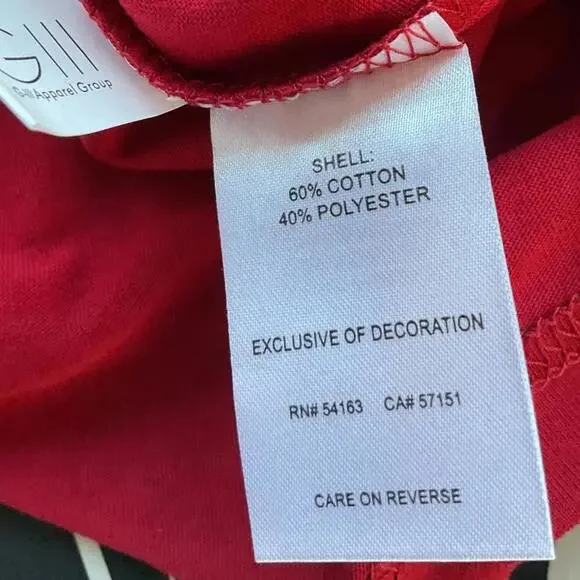 GIII
G-III Apparel Group
SHELL:
60% COTTON
40% POLYESTER
EXCLUSIVE OF DECORATION
RN# 54163 CA# 57151
CARE ON REVERSE